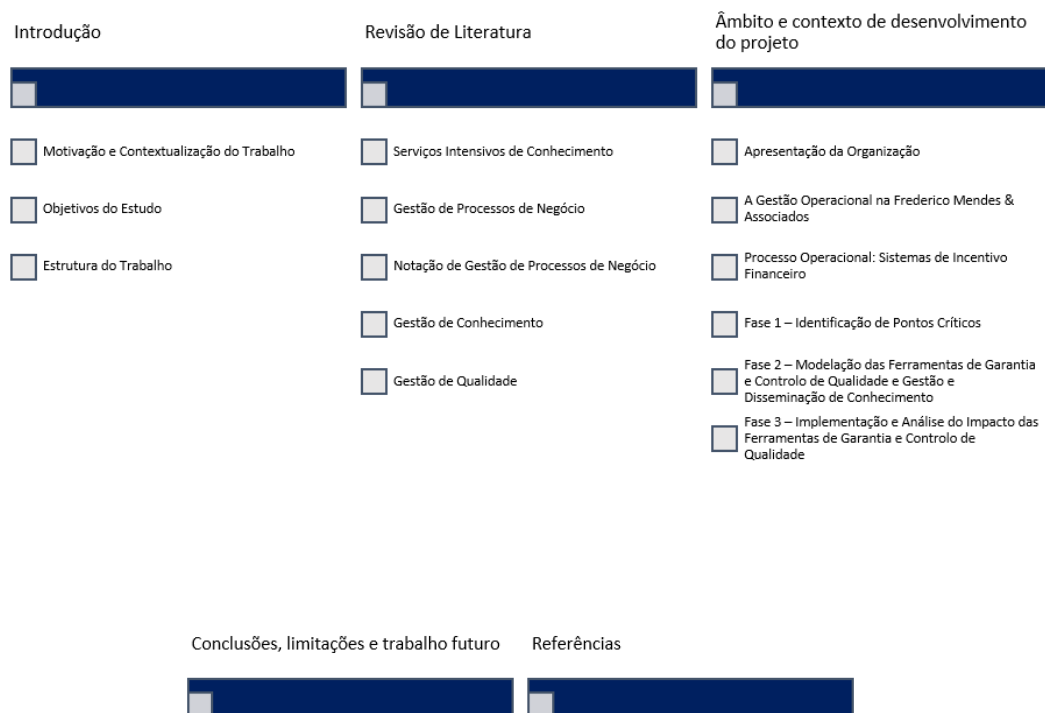 Introdução
Motivação e Contextualização do Trabalho
Objetivos do Estudo
Estrutura do Trabalho
Revisão de Literatura
Serviços Intensivos de Conhecimento
Gestão de Processos de Negócio
Notação de Gestão de Processos de Negócio
Gestão de Conhecimento
Gestão de Qualidade
Âmbito e contexto de desenvolvimento
do projeto
Apresentação da Organização
A Gestão Operacional na Frederico Mendes &
Associados
Processo Operacional: Sistemas de Incentivo
Financeiro
Fase 1 – Identificação de Pontos Críticos
Fase 2 – Modelação das Ferramentas de Garantia
e Controlo de Qualidade e Gestão e
Disseminação de Conhecimento
Fase 3 – Implementação e Análise do Impacto das
Ferramentas de Garantia e Controlo de
Qualidade
Conclusões, limitações e trabalho futuro
Referências